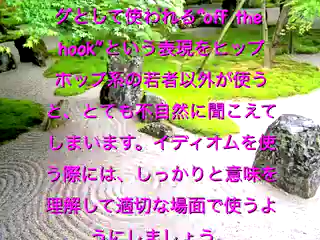 グとして使われる"off the
hook"という表現をヒップ
ホップ系の若者以外が使う
と、とても不自然に聞こえて
しまいます。イディオムを使
う際には、しっかりと意味を
理解して適切な場面で使うよ
うにしましょう。